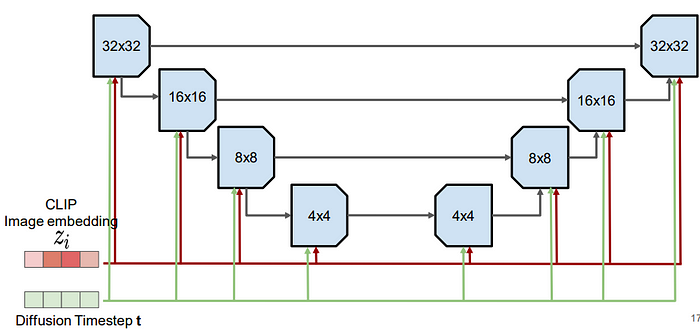 32x32
32x32
16x16
16x16
8x8
8x8
4x4
4x4
CLIP
Image embedding
z_i
Diffusion Timestep t
17